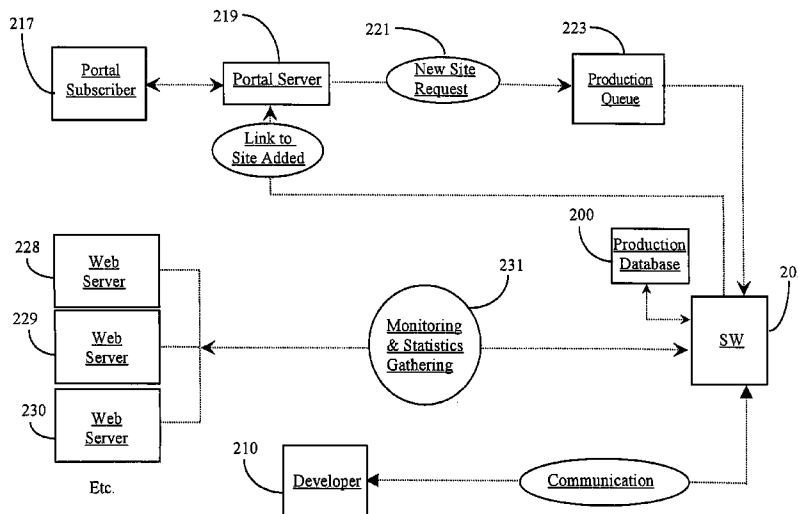 217
219
221
223
Portal
Subscriber
Portal Server
New Site
Request
Production
Queue
Link to
Site Added
200
Production
Database
228
Web
Server
231
20
229
Web
Server
Monitoring
& Statistics
Gathering
SW
230
Web
Server
210
Etc.
Developer
Communication